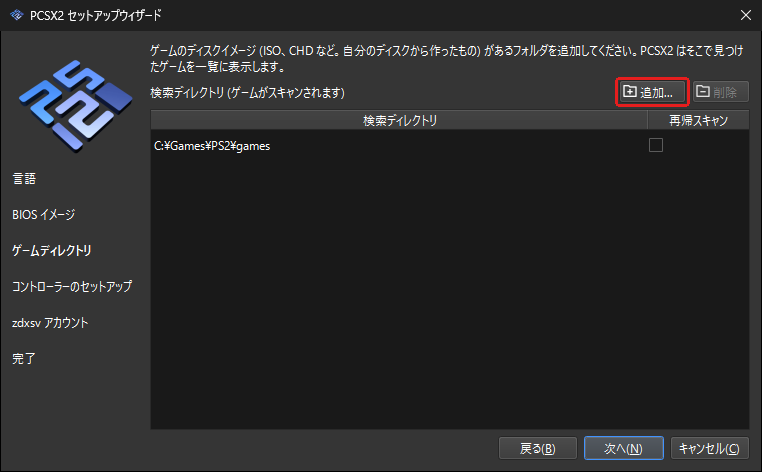 PCSX2 セットアップウィザード
ゲームのディスクイメージ (ISO、CHD など。自分のディスクから作ったもの) があるフォルダを追加してください。PCSX2 はそこで見つけ
たゲームを一覧に表示します。
検索ディレクトリ (ゲームがスキャンされます)
追加...
削除
検索ディレクトリ
再帰スキャン
C:¥Games¥PS2¥games
言語
BIOS イメージ
ゲームディレクトリ
コントローラーのセットアップ
zdxsv アカウント
完了
戻る(B)
次へ(N)
キャンセル(C)